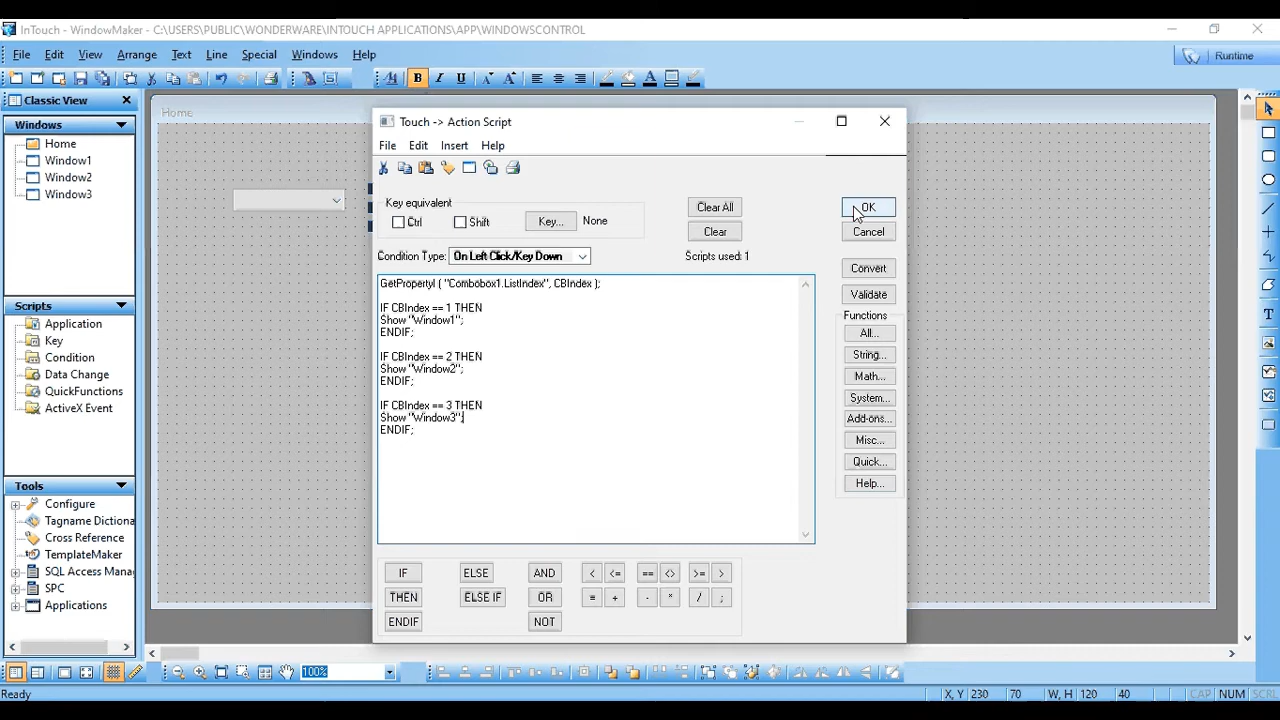 InTouch - WindowMaker - C:\USERS\PUBLIC\WONDERWARE\INTOUCH APPLICATIONS\APP\WINDOWSCONTROL
File Edit View Arrange Text Line Special Windows Help
Runtime
B I U A
Classic View
Windows
Home
Window1
Window2
Window3
Scripts
Application
Key
Condition
Data Change
QuickFunctions
ActiveX Event
Tools
Configure
Tagname Dictiona
Cross Reference
TemplateMaker
SQL Access Mana
SPC
Applications
Home
Touch -> Action Script
File Edit Insert Help
Key equivalent
Ctrl Shift Key... None
Clear All
Clear
OK
Cancel
Condition Type: On Left Click/Key Down
Scripts used: 1
GetPropertyI ( "Combobox1.ListIndex", CBIndex );
IF CBIndex == 1 THEN
Show "Window1";
ENDIF;
IF CBIndex == 2 THEN
Show "Window2";
ENDIF;
IF CBIndex == 3 THEN
Show "Window3";
ENDIF;
Convert
Validate
Functions
All...
String...
Math...
System...
Add-ons...
Misc...
Quick...
Help...
IF ELSE AND < <= == <> >= >
THEN ELSE IF OR = + - * / ;
ENDIF NOT
T
100%
Ready
X, Y 230 70 W, H 120 40 CAP NUM SCRL